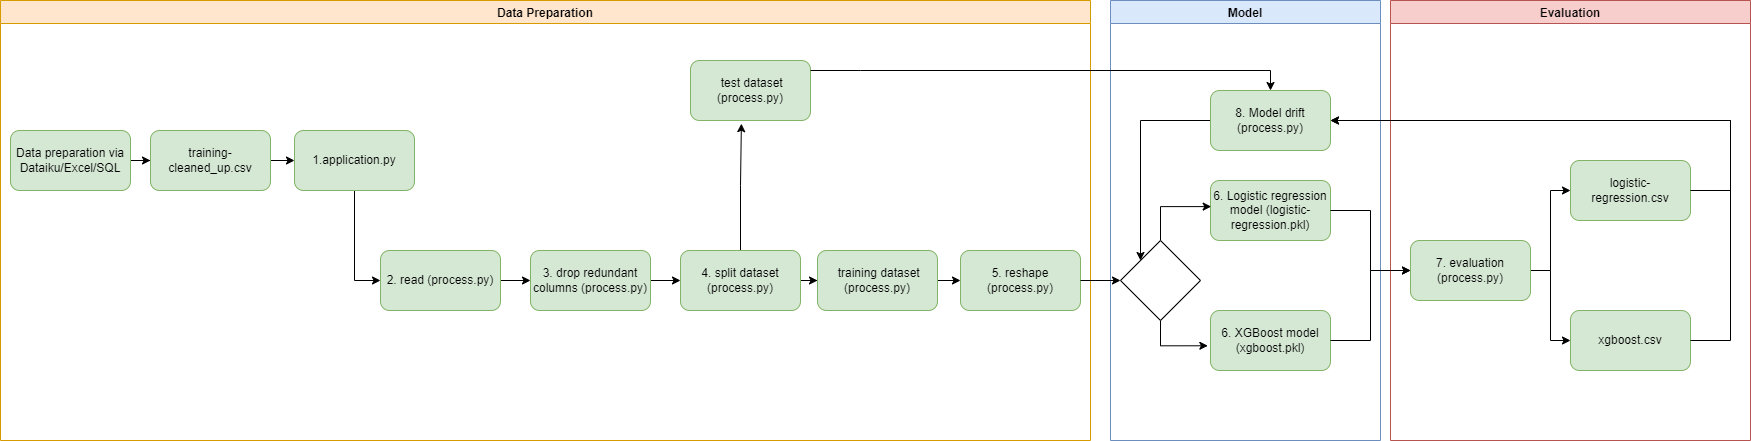 Data Preparation
Model
Evaluation
test dataset
(process.py)
8. Model drift
(process.py)
Data preparation via
Dataiku/Excel/SQL
training-
cleaned_up.csv
1.application.py
6. Logistic regression
model (logistic-
regression.pkl)
logistic-
regression.csv
2. read (process.py)
3. drop redundant
columns (process.py)
4. split dataset
(process.py)
training dataset
(process.py)
5. reshape
(process.py)
7. evaluation
(process.py)
6. XGBoost model
(xgboost.pkl)
xgboost.csv